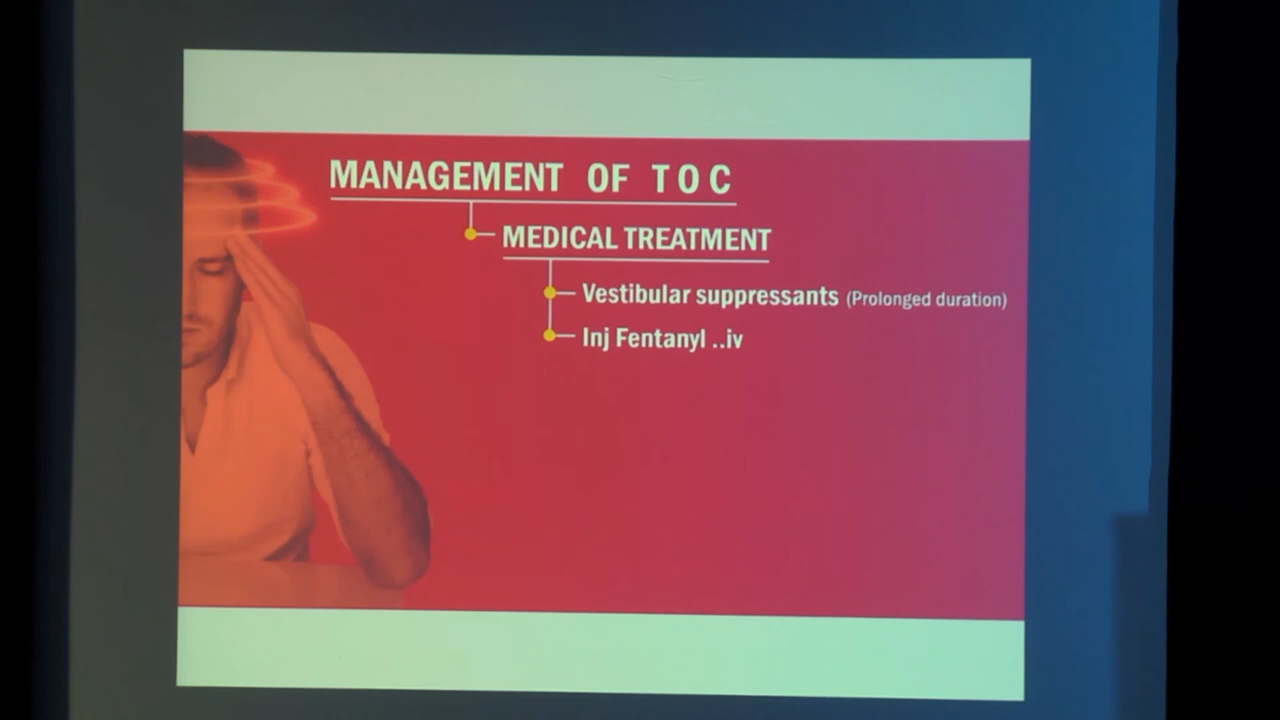 MANAGEMENT OF T O C
MEDICAL TREATMENT
Vestibular suppressants (Prolonged duration)
Inj Fentanyl ..iv